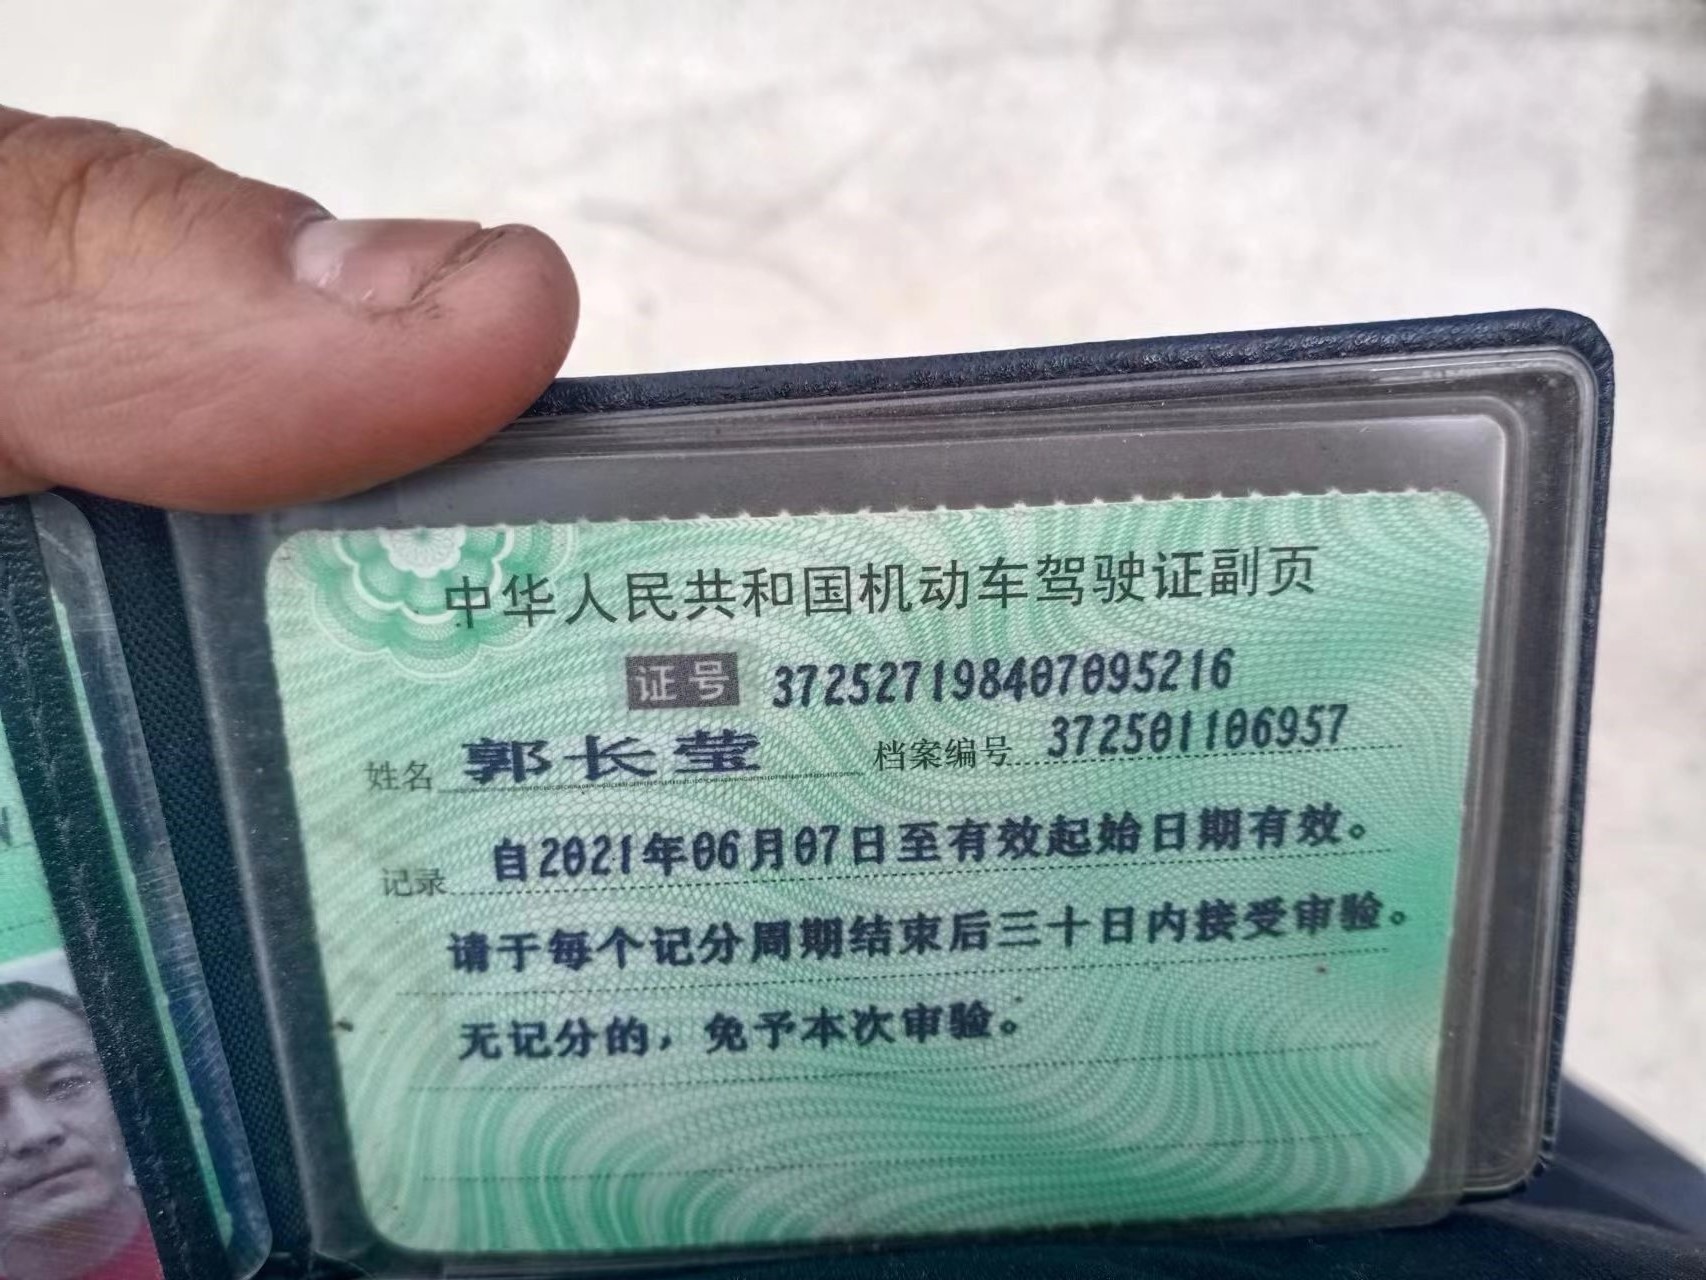 中华人民共和国机动车驾驶证副页
证号 372527198407095216
姓名 郭长莹 档案编号 372501106957
记录 自2021年06月07日至有效起始日期有效。
请于每个记分周期结束后三十日内接受审验。
无记分的，免予本次审验。